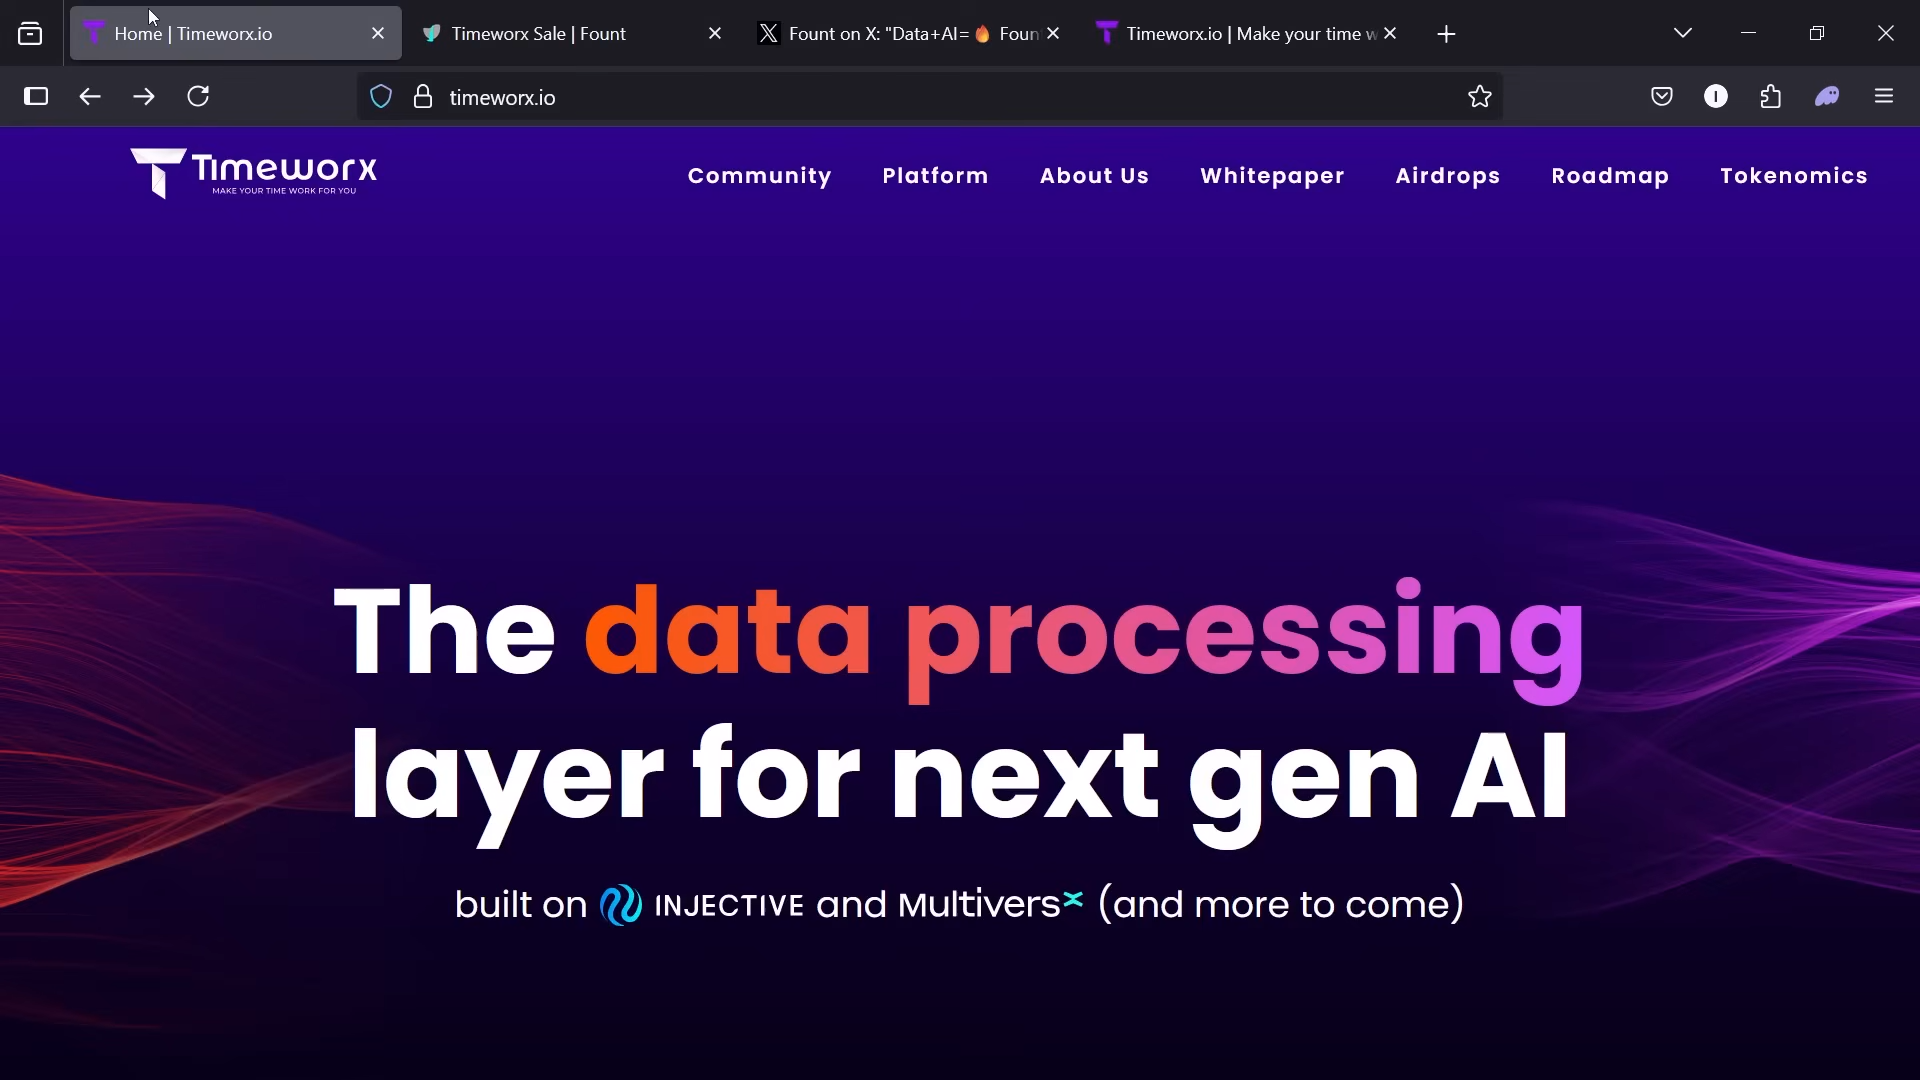 Home | Timeworx.io
Timeworx Sale | Fount
Fount on X: "Data+AI= 🔥 Foun
Timeworx.io | Make your time w
timeworx.io
Timeworx
MAKE YOUR TIME WORK FOR YOU
Community
Platform
About Us
Whitepaper
Airdrops
Roadmap
Tokenomics
The data processing
layer for next gen AI
built on INJECTIVE and Multiversx (and more to come)